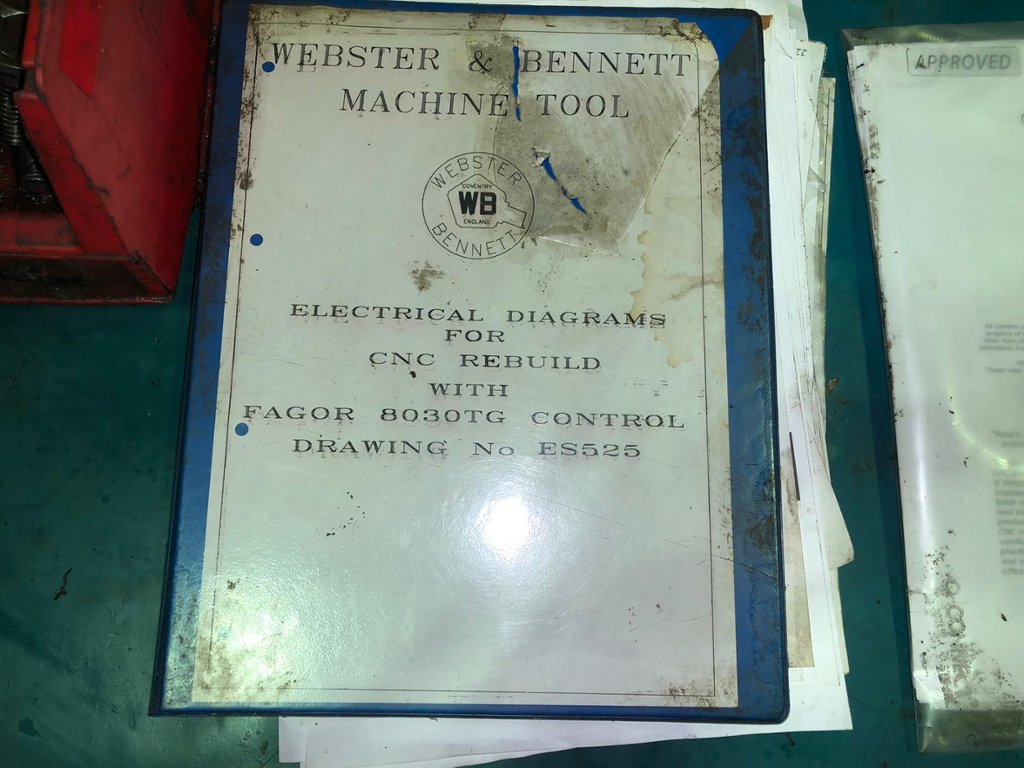 WEBSTER & BENNETT
MACHINE TOOL
WEBSTER
COVENTRY
WB
ENGLAND
BENNETT
ELECTRICAL DIAGRAMS
FOR
CNC REBUILD
WITH
FAGOR 8030TG CONTROL
DRAWING No ES525
APPROVED